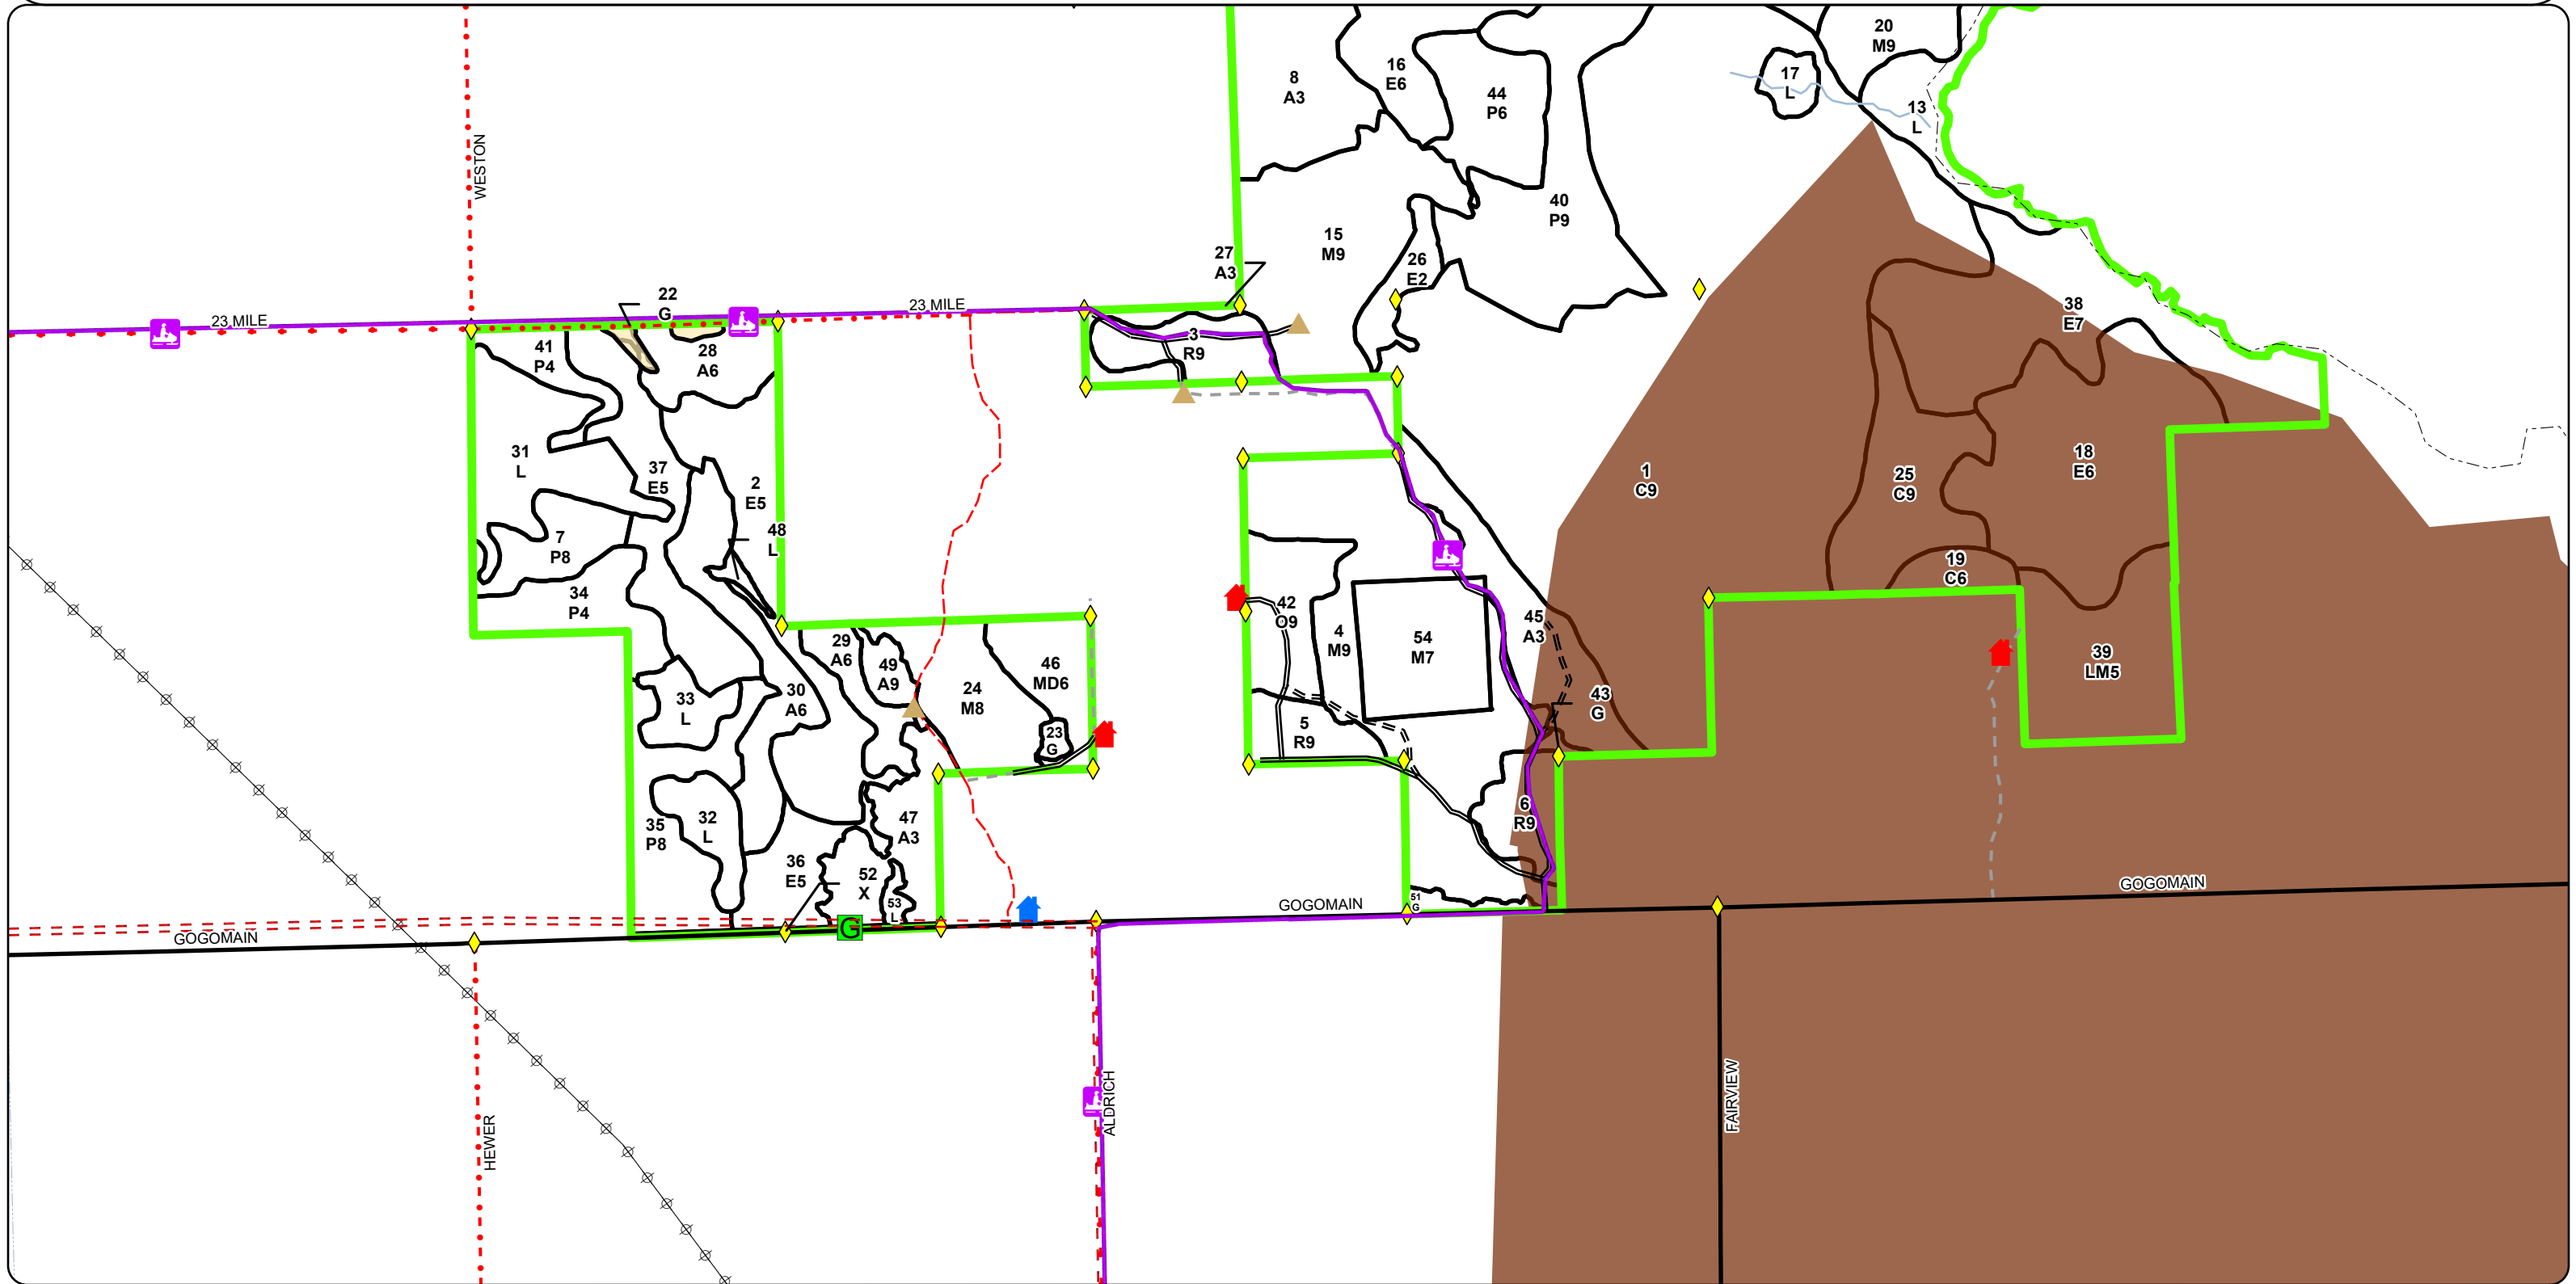 20
M9
17
L
13
L
8
A3
16
E6
44
P6
40
P9
15
M9
26
E2
27
A3
WESTON
23 MILE
22
G
23 MILE
41
P4
28
A6
3
R9
38
E7
31
L
37
E5
2
E5
48
L
7
P8
34
P4
1
C9
25
C9
18
E6
19
C6
42
O9
4
M9
54
M7
45
A3
29
A6
49
A9
46
MD6
24
M8
30
A6
33
L
23
G
5
R9
43
G
39
LM5
6
R9
35
P8
32
L
47
A3
36
E5
52
X
53
L
51
G
G
GOGOMAIN
GOGOMAIN
GOGOMAIN
HEWER
ALDRICH
FAIRVIEW